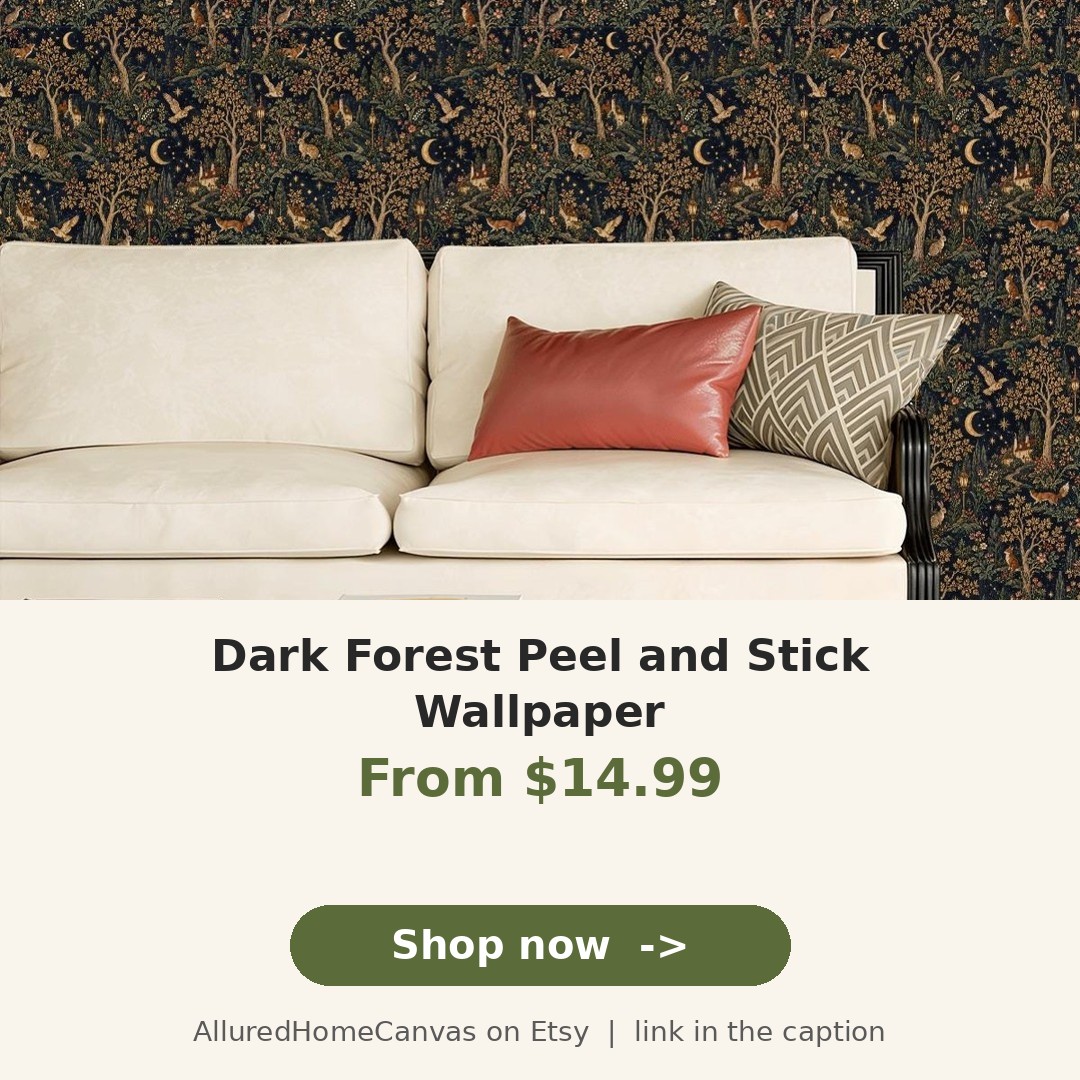 Dark Forest Peel and Stick
Wallpaper
From $14.99
Shop now  ->
AlluredHomeCanvas on Etsy  |  link in the caption